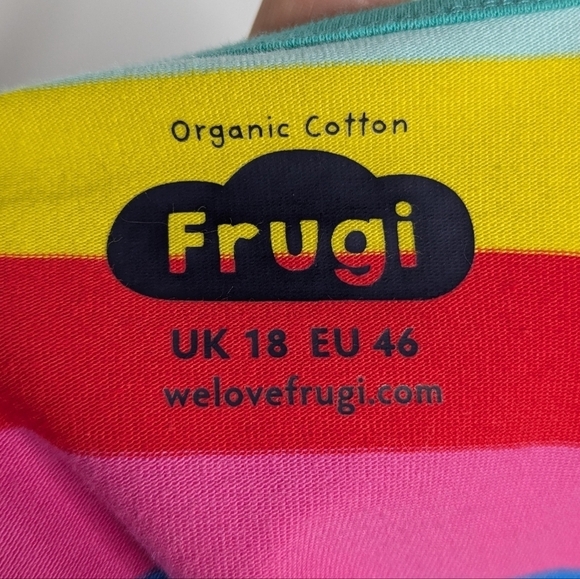 Organic Cotton
Frugi
UK 18 EU 46
welovefrugi.com